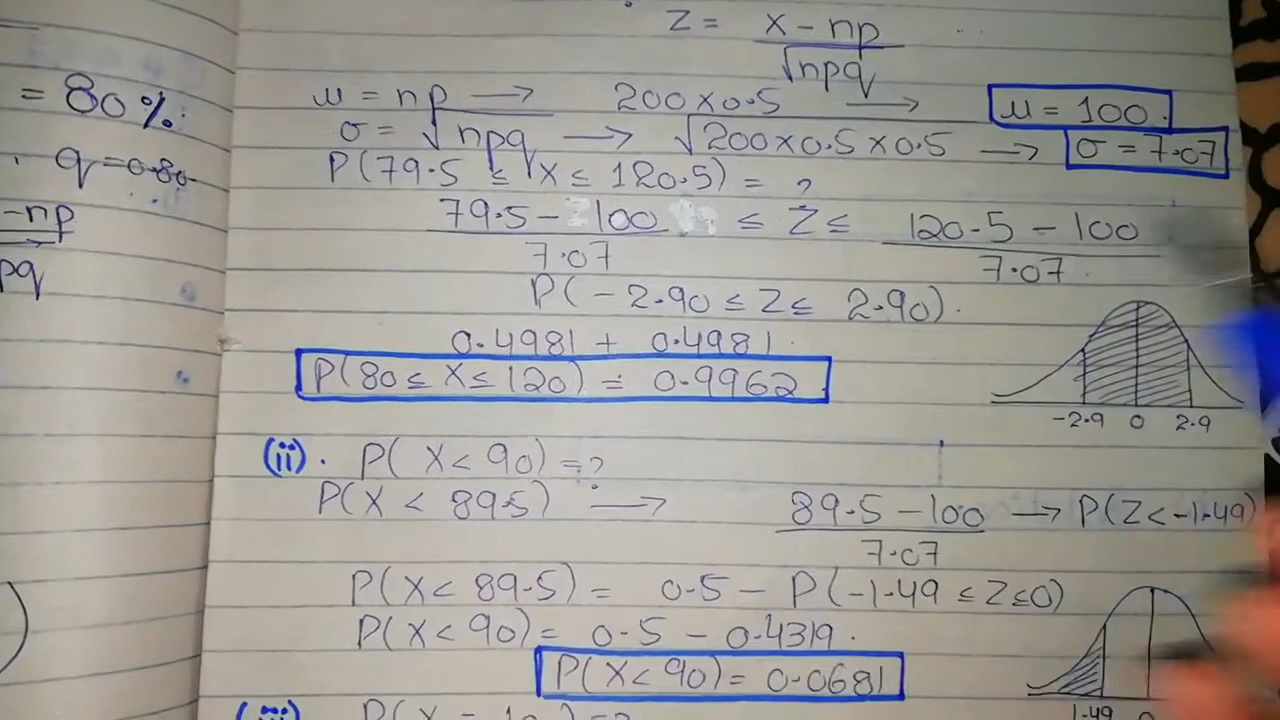 = 80%.
q = 0.80
-np
pq
Z = x - np
√npq
μ = np → 200×0.5 → μ = 100.
σ = √npq → √200×0.5×0.5 → σ = 7.07
P(79.5 ≤ X ≤ 120.5) = ?
79.5 - 100 ≤ Z ≤ 120.5 - 100
7.07 7.07
P(-2.90 ≤ Z ≤ 2.90).
0.4981 + 0.4981.
P(80 ≤ X ≤ 120) = 0.9962
-2.9 0 2.9
(ii). P(X < 90) = ?
P(X < 89.5) → 89.5 - 100 → P(Z < -1.49)
7.07
P(X < 89.5) = 0.5 - P(-1.49 ≤ Z ≤ 0)
P(X < 90) = 0.5 - 0.4319.
P(X < 90) = 0.0681
1.49 0
(iii) P(X =